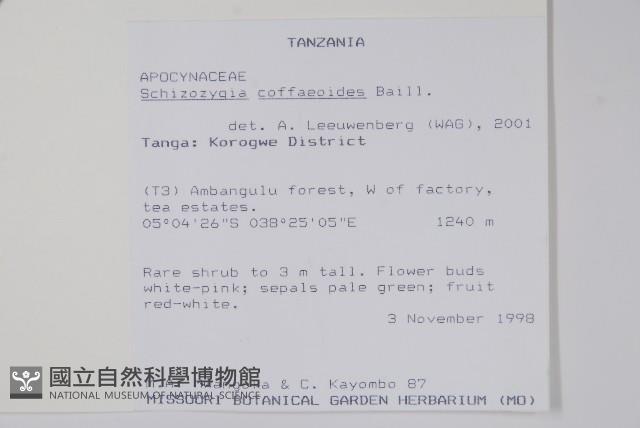 TANZANIA
APOCYNACEAE
Schizozygia coffaeoides Baill.
det. A. Leeuwenberg (WAG), 2001
Tanga: Korogwe District
(T3) Ambangulu forest, W of factory,
tea estates.
05°04'26"S 038°25'05"E 1240 m
Rare shrub to 3 m tall. Flower buds
white-pink; sepals pale green; fruit
red-white.
3 November 1998
& C. Kayombo 87
國立自然科學博物館
NATIONAL MUSEUM OF NATURAL SCIENCE
MISSOURI BOTANICAL GARDEN HERBARIUM (MO)